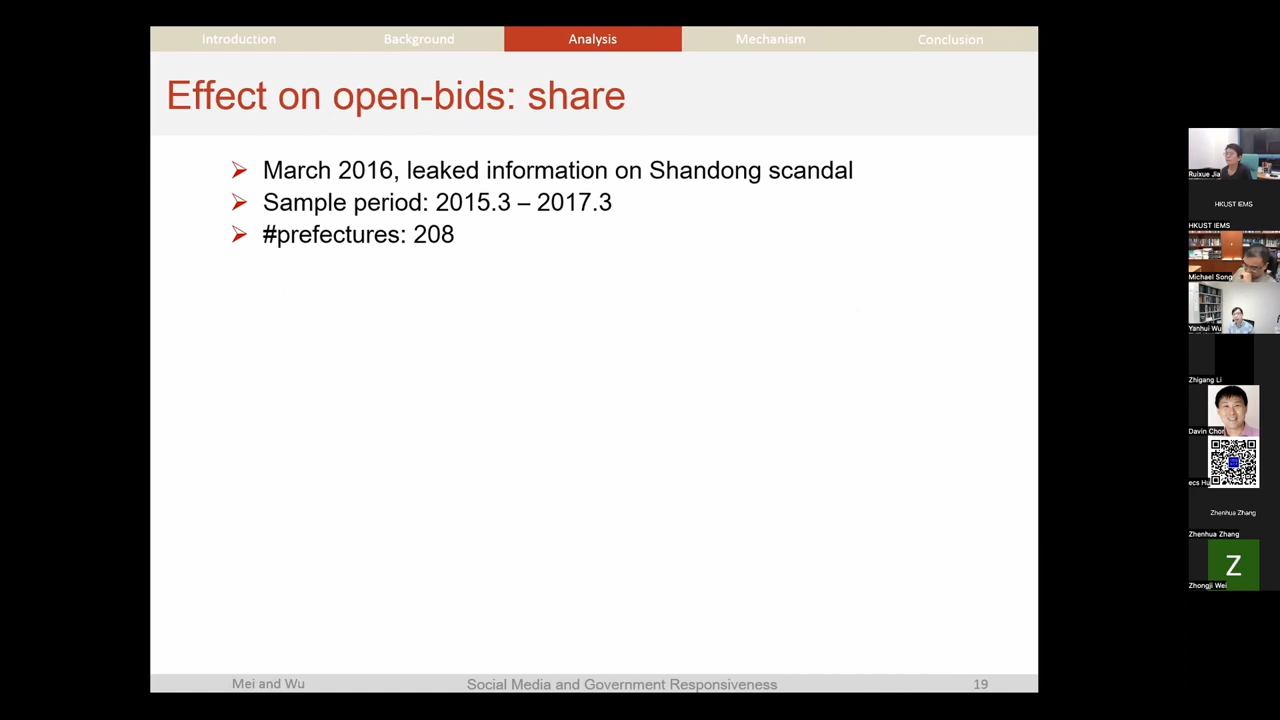 Introduction
Background
Analysis
Mechanism
Conclusion
Effect on open-bids: share
March 2016, leaked information on Shandong scandal
Sample period: 2015.3 – 2017.3
#prefectures: 208
Mei and Wu
Social Media and Government Responsiveness
19
Ruixue Jia
HKUST IEMS
HKUST IEMS
Michael Song
Yanhui Wu
Zhigang Li
Davin Chor
ecs Hu
Zhenhua Zhang
Zhenhua Zhang
Z
Zhongji Wei